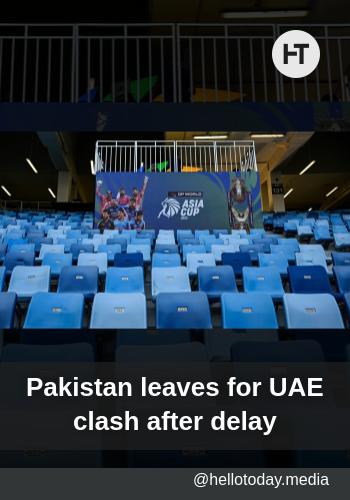 HT
DP WORLD
ASIA
CUP
Pakistan leaves for UAE
clash after delay
@hellotoday.media